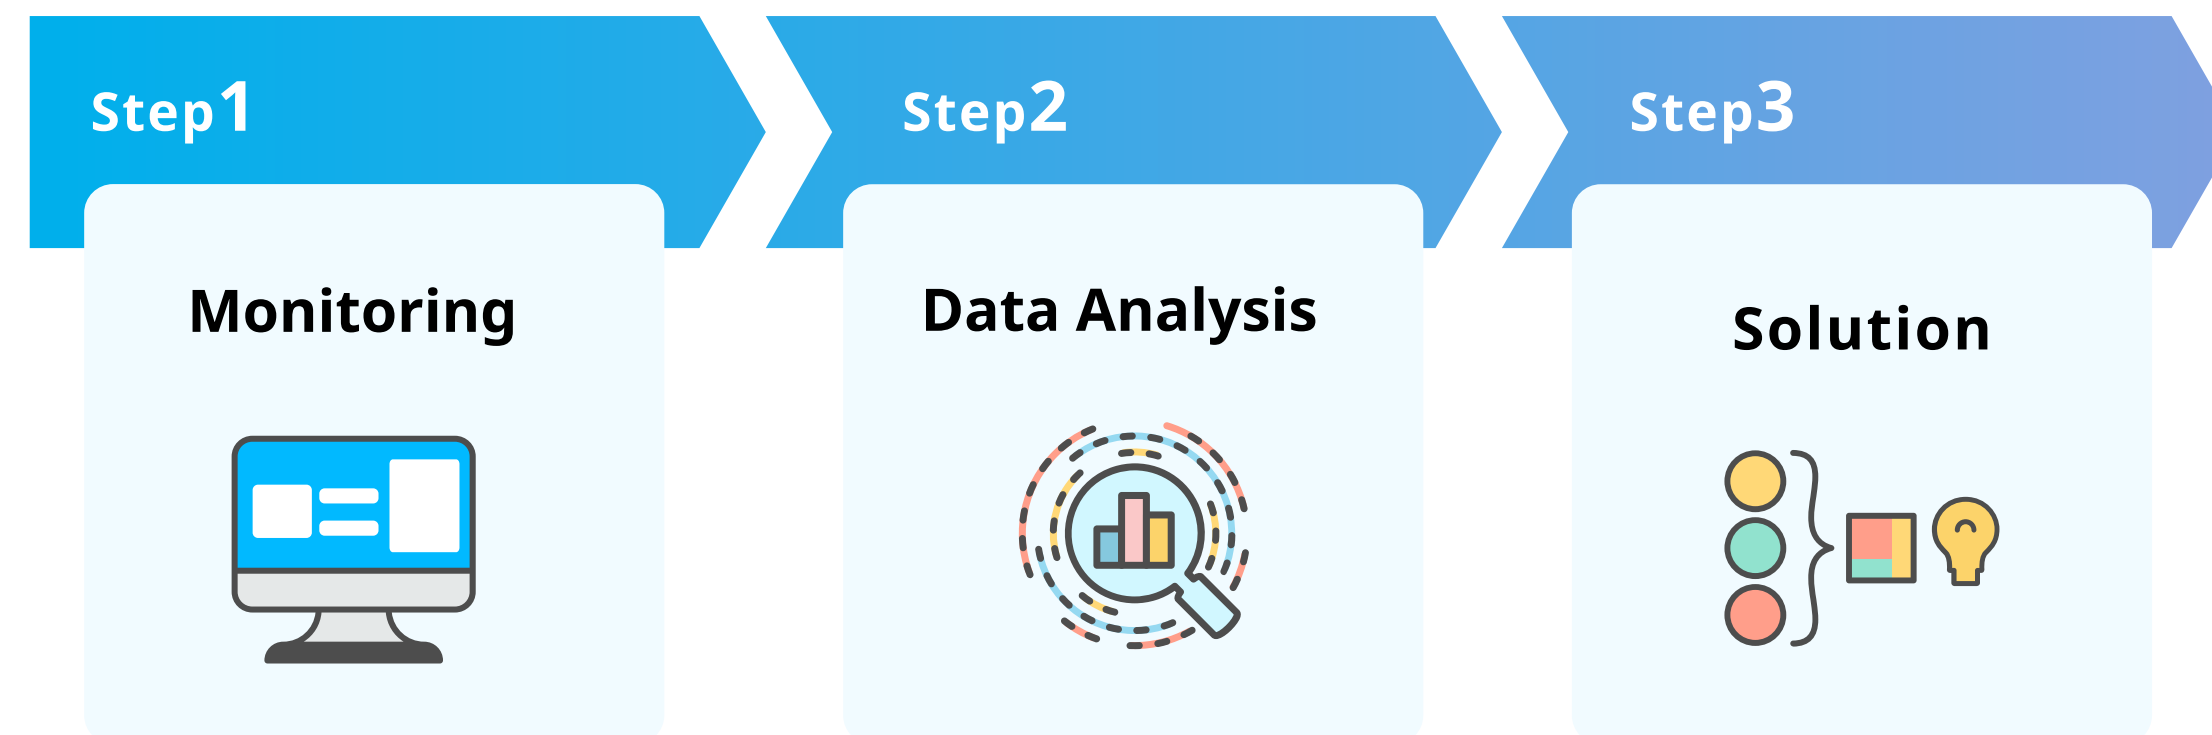 Step1
Step2
Step3
Monitoring
Data Analysis
Solution